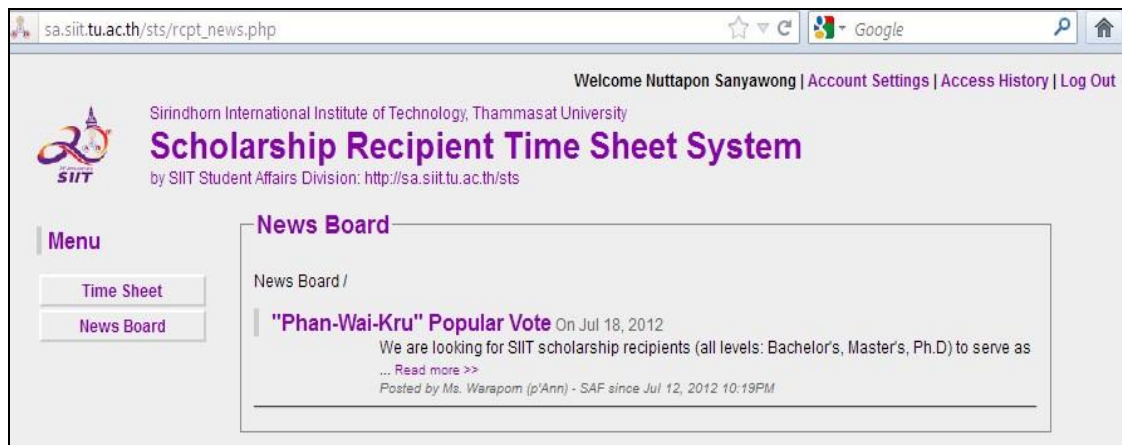 sa.siit.tu.ac.th/sts/rcpt_news.php
Google
Welcome Nuttapon Sanyawong | Account Settings | Access History | Log Out
Sirindhorn International Institute of Technology, Thammasat University
SIIT
Scholarship Recipient Time Sheet System
by SIIT Student Affairs Division: http://sa.siit.tu.ac.th/sts
Menu
Time Sheet
News Board
News Board
News Board /
"Phan-Wai-Kru" Popular Vote On Jul 18, 2012
We are looking for SIIT scholarship recipients (all levels: Bachelor's, Master's, Ph.D) to serve as
... Read more >>
Posted by Ms. Waraporn (p'Ann) - SAF since Jul 12, 2012 10:19PM